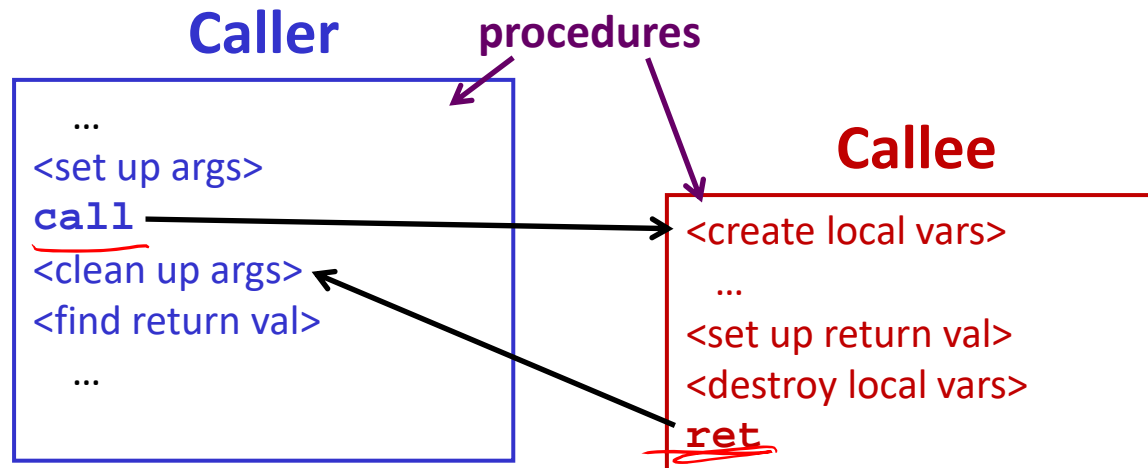 Caller
procedures
...
<set up args>
call
<clean up args>
<find return val>
...
Callee
<create local vars>
...
<set up return val>
<destroy local vars>
ret